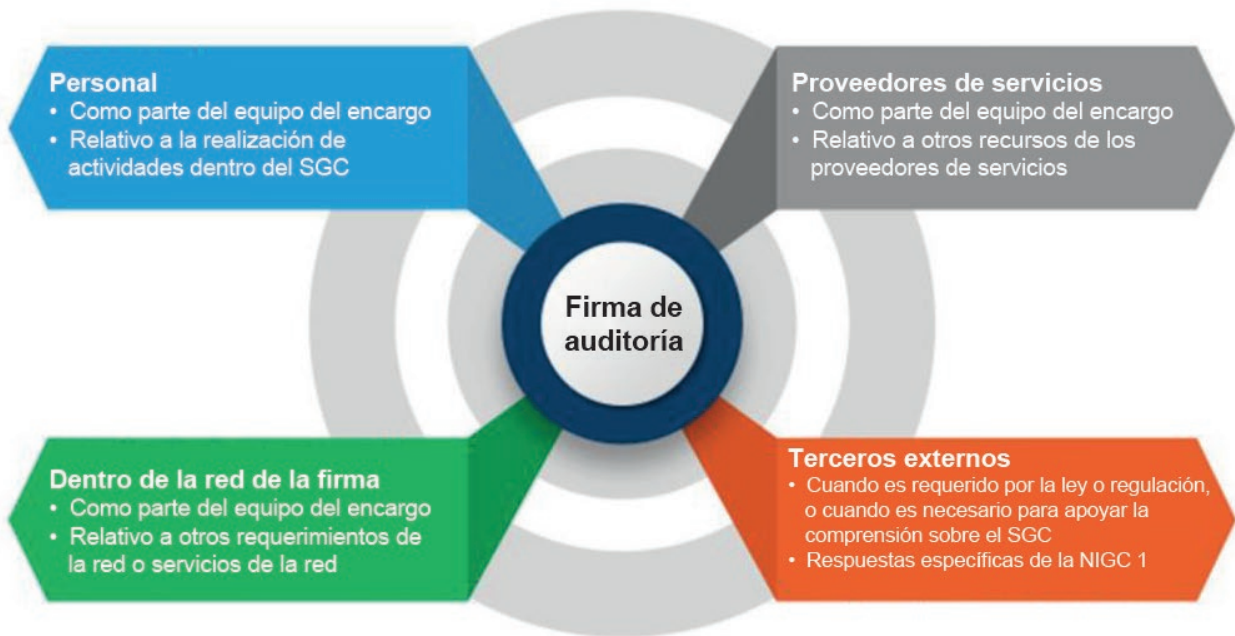 Personal
• Como parte del equipo del encargo
• Relativo a la realización de
actividades dentro del SGC
Proveedores de servicios
• Como parte del equipo del encargo
• Relativo a otros recursos de los
proveedores de servicios
Firma de
auditoría
Dentro de la red de la firma
• Como parte del equipo del encargo
• Relativo a otros requerimientos de
la red o servicios de la red
Terceros externos
• Cuando es requerido por la ley o regulación,
o cuando es necesario para apoyar la
comprensión sobre el SGC
• Respuestas específicas de la NIGC 1